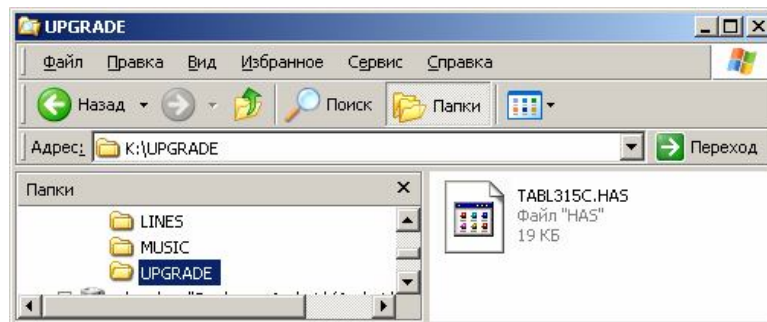 UPGRADE
Файл Правка Вид Избранное Сервис Справка
Назад Поиск Папки
Адрес: K:\UPGRADE Переход
Папки
LINES
MUSIC
UPGRADE
TABL315C.HAS
Файл "HAS"
19 КБ